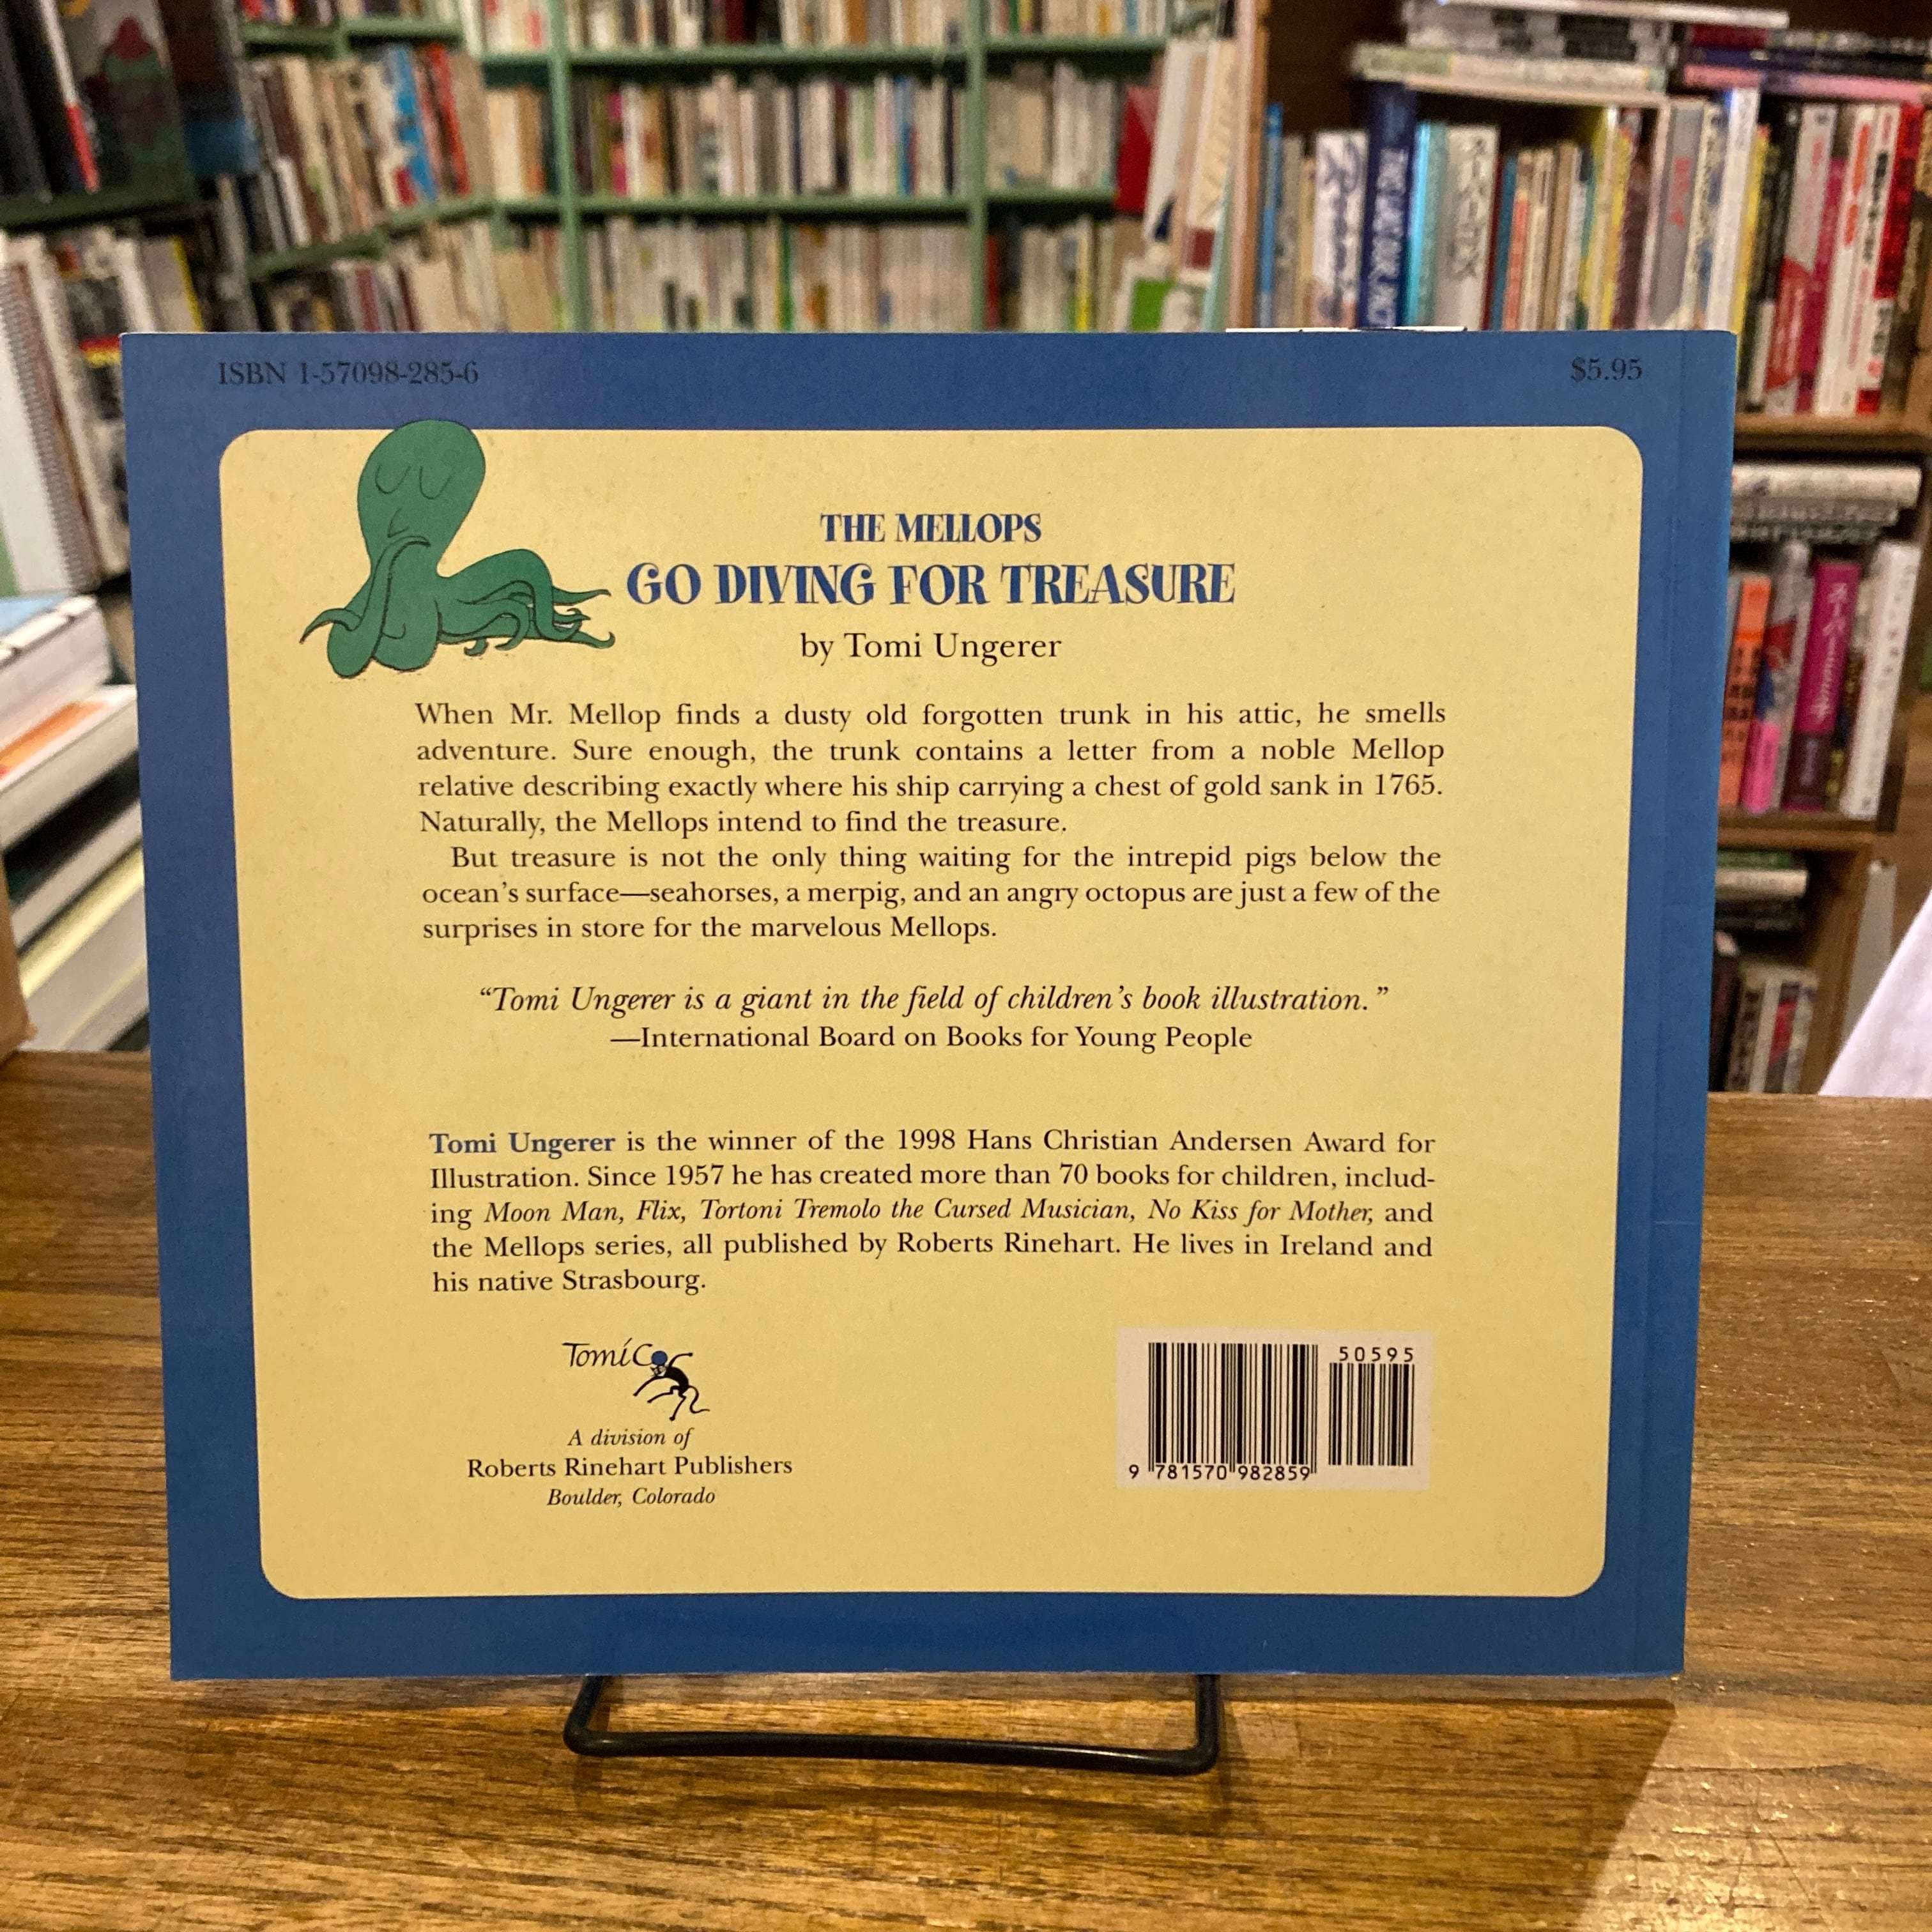 ISBN 1-57098-285-6
$5.95
THE MELLOPS
GO DIVING FOR TREASURE
by Tomi Ungerer
When Mr. Mellop finds a dusty old forgotten trunk in his attic, he smells
adventure. Sure enough, the trunk contains a letter from a noble Mellop
relative describing exactly where his ship carrying a chest of gold sank in 1765.
Naturally, the Mellops intend to find the treasure.
But treasure is not the only thing waiting for the intrepid pigs below the
ocean's surface—seahorses, a merpig, and an angry octopus are just a few of the
surprises in store for the marvelous Mellops.
“Tomi Ungerer is a giant in the field of children's book illustration.”
—International Board on Books for Young People
Tomi Ungerer is the winner of the 1998 Hans Christian Andersen Award for
Illustration. Since 1957 he has created more than 70 books for children, includ-
ing Moon Man, Flix, Tortoni Tremolo the Cursed Musician, No Kiss for Mother, and
the Mellops series, all published by Roberts Rinehart. He lives in Ireland and
his native Strasbourg.
TomíCo
A division of
Roberts Rinehart Publishers
Boulder, Colorado
50595
9 781570 982859